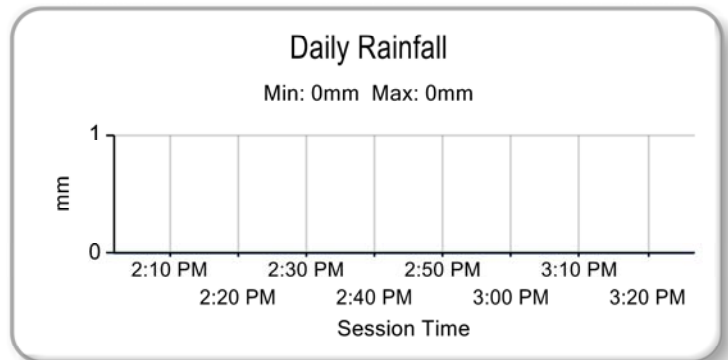 Daily Rainfall
Min: 0mm Max: 0mm
1
mm
0
2:10 PM 2:30 PM 2:50 PM 3:10 PM
2:20 PM 2:40 PM 3:00 PM 3:20 PM
Session Time